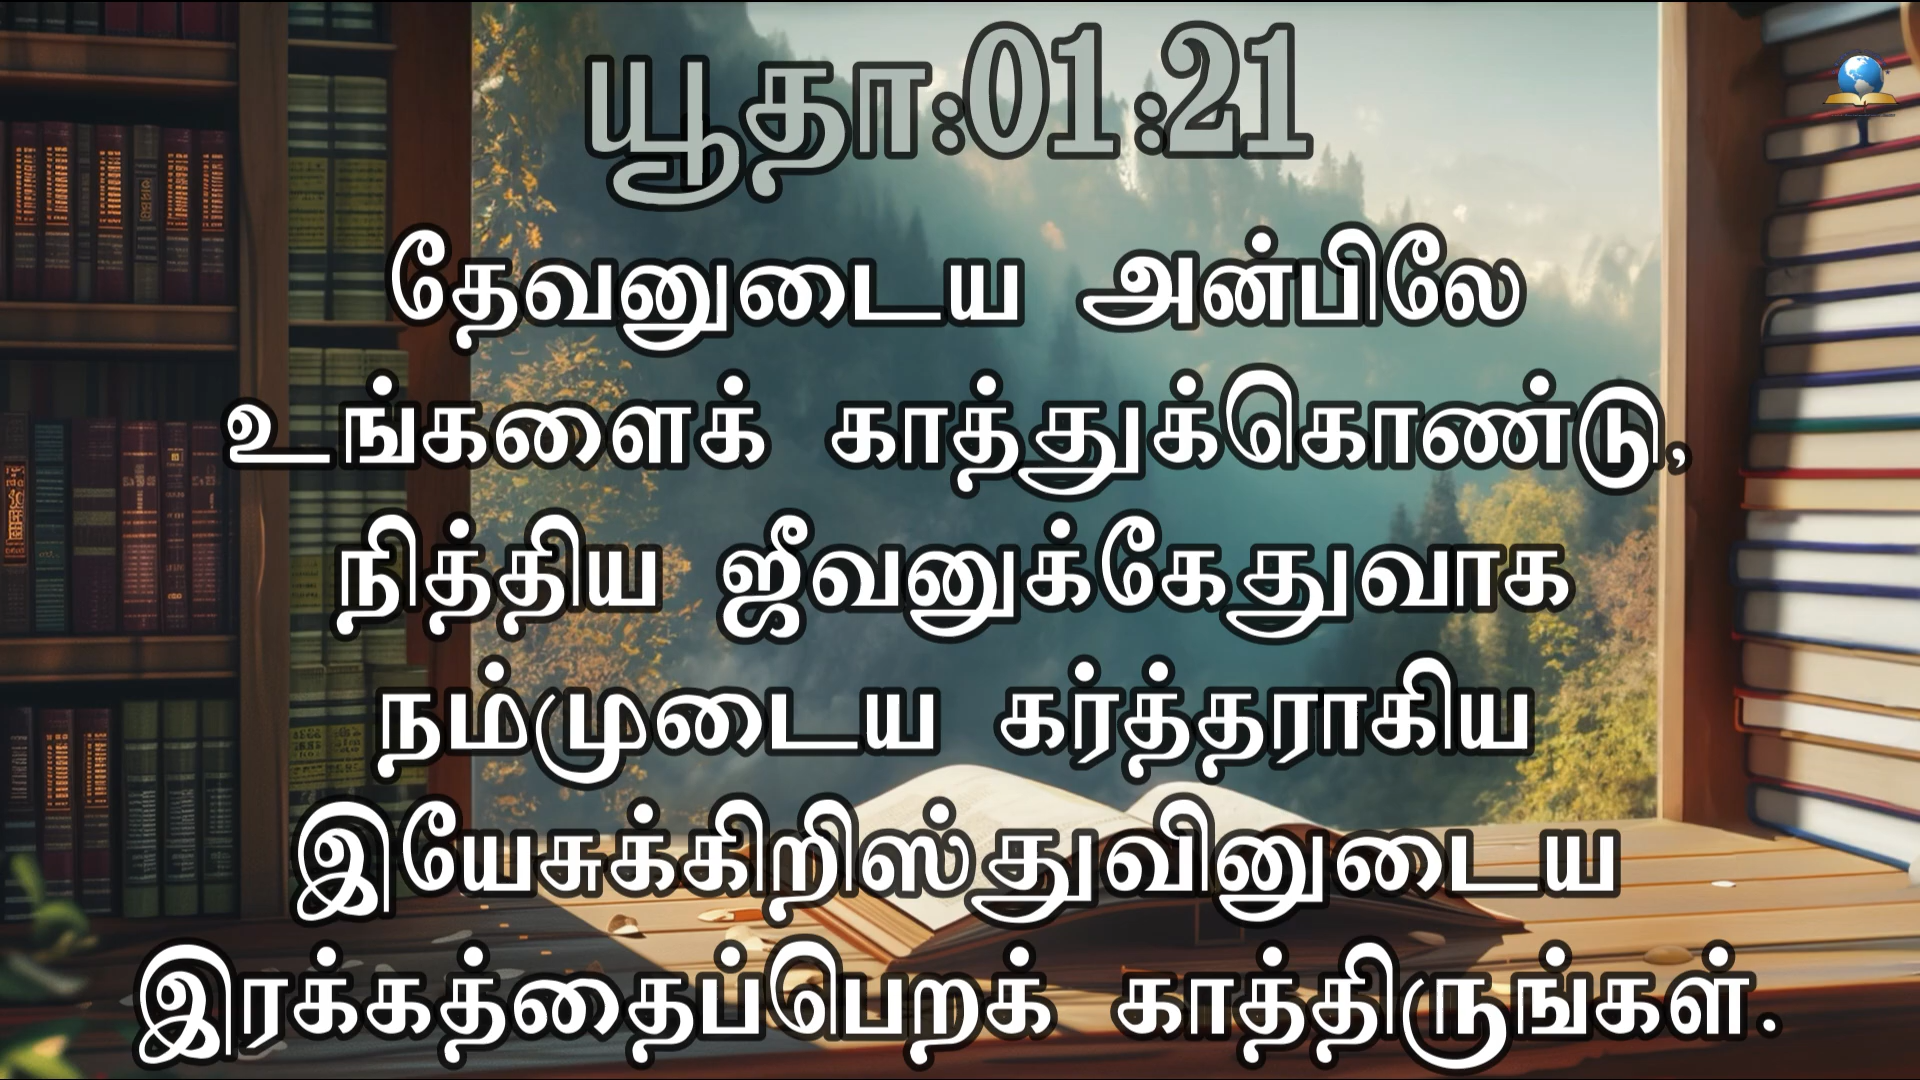 யூதா:01:21
தேவனுடைய அன்பிலே
உங்களைக் காத்துக்கொண்டு,
நித்திய ஜீவனுக்கேதுவாக
நம்முடைய கர்த்தராகிய
இயேசுக்கிறிஸ்துவினுடைய
இரக்கத்தைப்பெறக் காத்திருங்கள்.